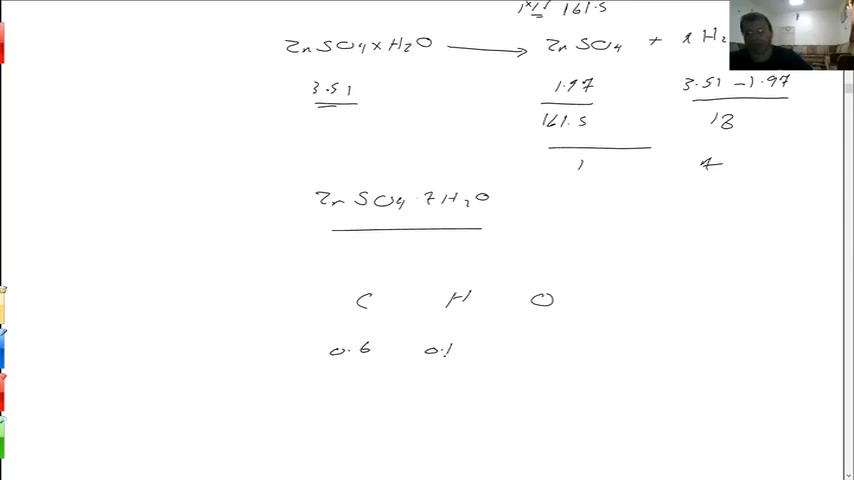 161.5
ZnSO4xH2O → ZnSO4 + x H2
3.51 1.97 3.51 - 1.97
161.5 18
1 7
ZnSO4.7H2O
C H O
0.6 0.1